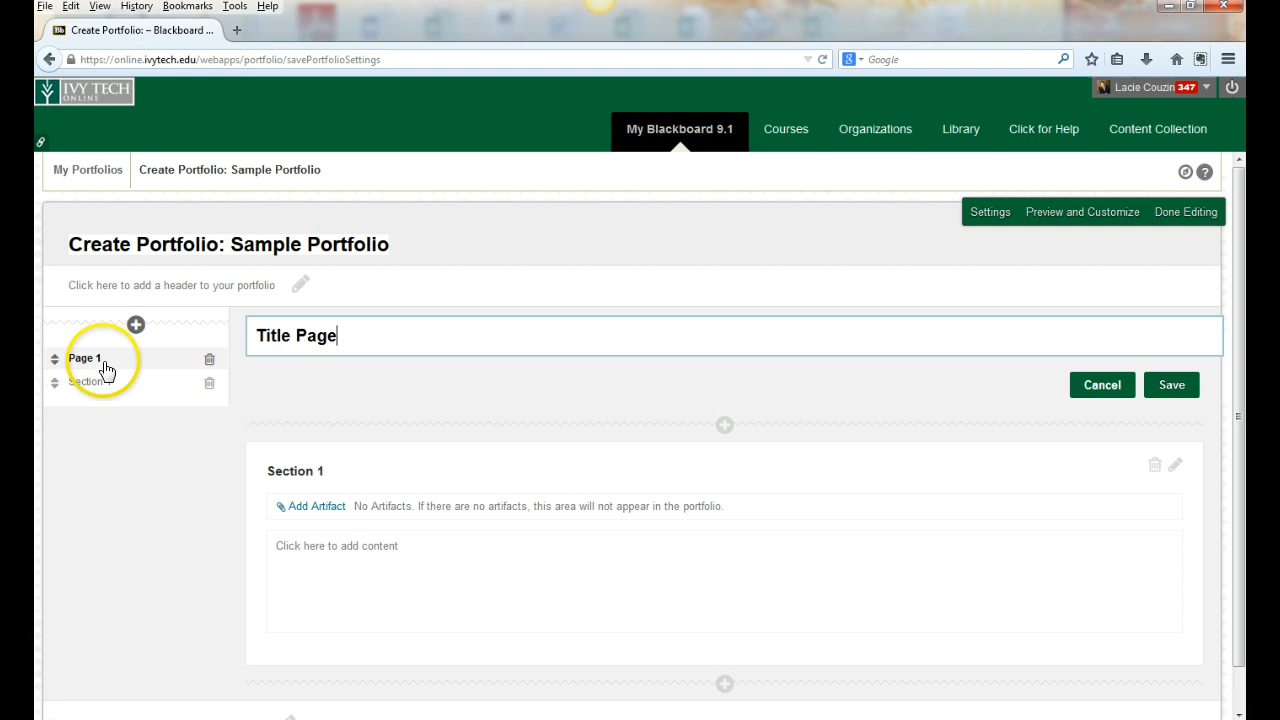 File Edit View History Bookmarks Tools Help
Bb Create Portfolio: – Blackboard ... +
https://online.ivytech.edu/webapps/portfolio/savePortfolioSettings
8 Google
IVY TECH
ONLINE
Lacie Couzin 347
My Blackboard 9.1 Courses Organizations Library Click for Help Content Collection
My Portfolios Create Portfolio: Sample Portfolio ?
Settings Preview and Customize Done Editing
Create Portfolio: Sample Portfolio
Click here to add a header to your portfolio
Title Page
Page 1
Section
Cancel Save
Section 1
Add Artifact No Artifacts. If there are no artifacts, this area will not appear in the portfolio.
Click here to add content